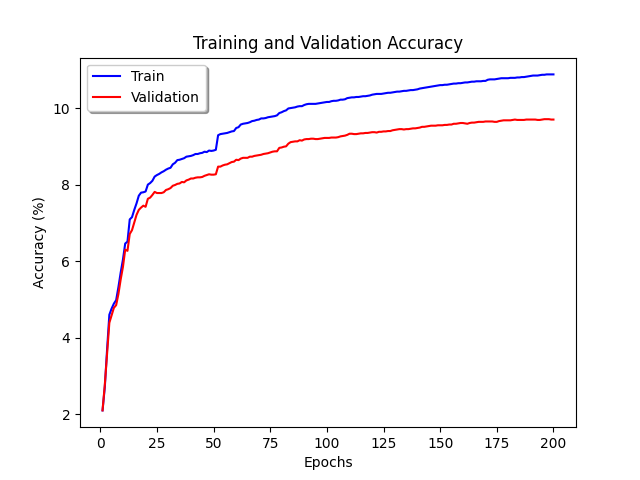 Training and Validation Accuracy
Train
Validation
10
8
6
4
2
Accuracy (%)
0 25 50 75 100 125 150 175 200
Epochs